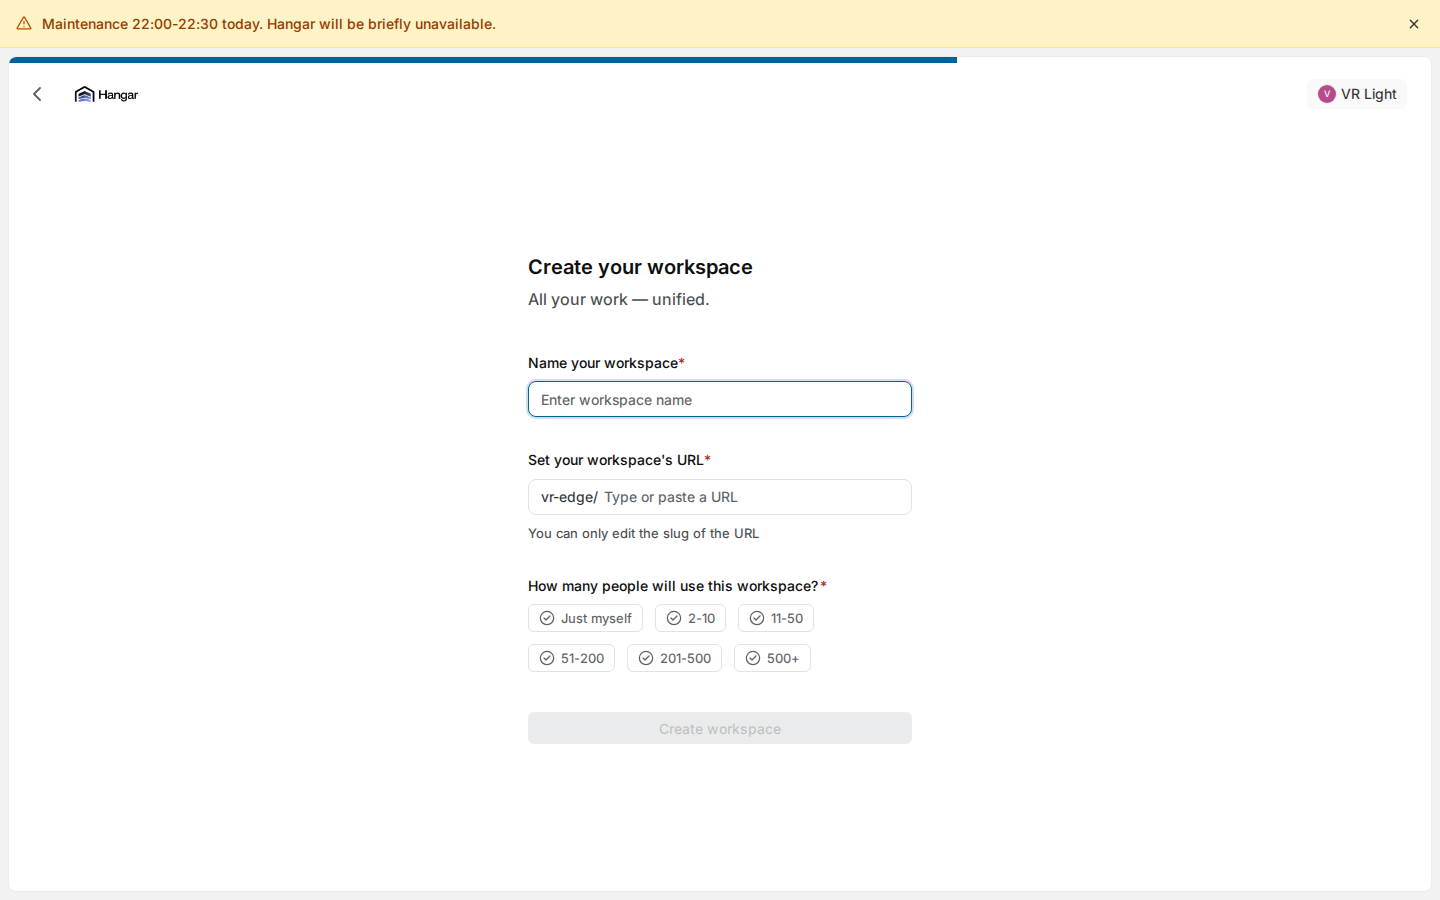 Maintenance 22:00-22:30 today. Hangar will be briefly unavailable.
Hangar
V VR Light
Create your workspace
All your work — unified.
Name your workspace*
Enter workspace name
Set your workspace's URL*
vr-edge/ Type or paste a URL
You can only edit the slug of the URL
How many people will use this workspace?*
Just myself 2-10 11-50
51-200 201-500 500+
Create workspace